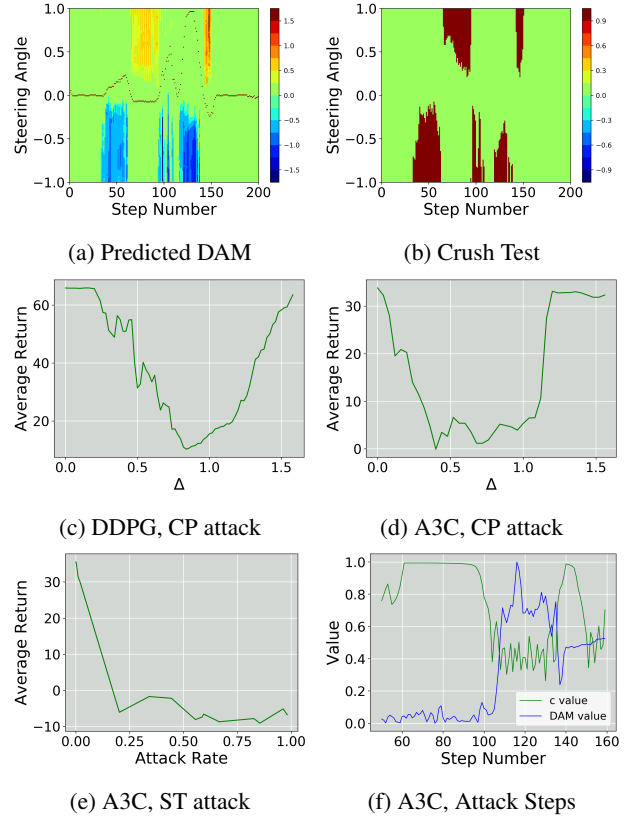 1.0
0.5
0.0
-0.5
-1.0
Steering Angle
0 50 100 150 200
Step Number
1.5
1.0
0.5
0.3
0.0
-0.3
-0.5
-1.0
-1.5
(a) Predicted DAM
1.0
0.5
0.0
-0.5
-1.0
Steering Angle
0 50 100 150 200
Step Number
0.9
0.6
0.3
0.0
-0.3
-0.6
-0.9
(b) Crush Test
60
40
20
Average Return
0.0 0.5 1.0 1.5
Δ
(c) DDPG, CP attack
30
20
10
0
Average Return
0.0 0.5 1.0 1.5
Δ
(d) A3C, CP attack
30
20
10
0
−10
Average Return
0.00 0.25 0.50 0.75 1.00
Attack Rate
(e) A3C, ST attack
1.0
0.8
0.6
0.4
0.2
0.0
Value
c value
DAM value
60 80 100 120 140 160
Step Number
(f) A3C, Attack Steps